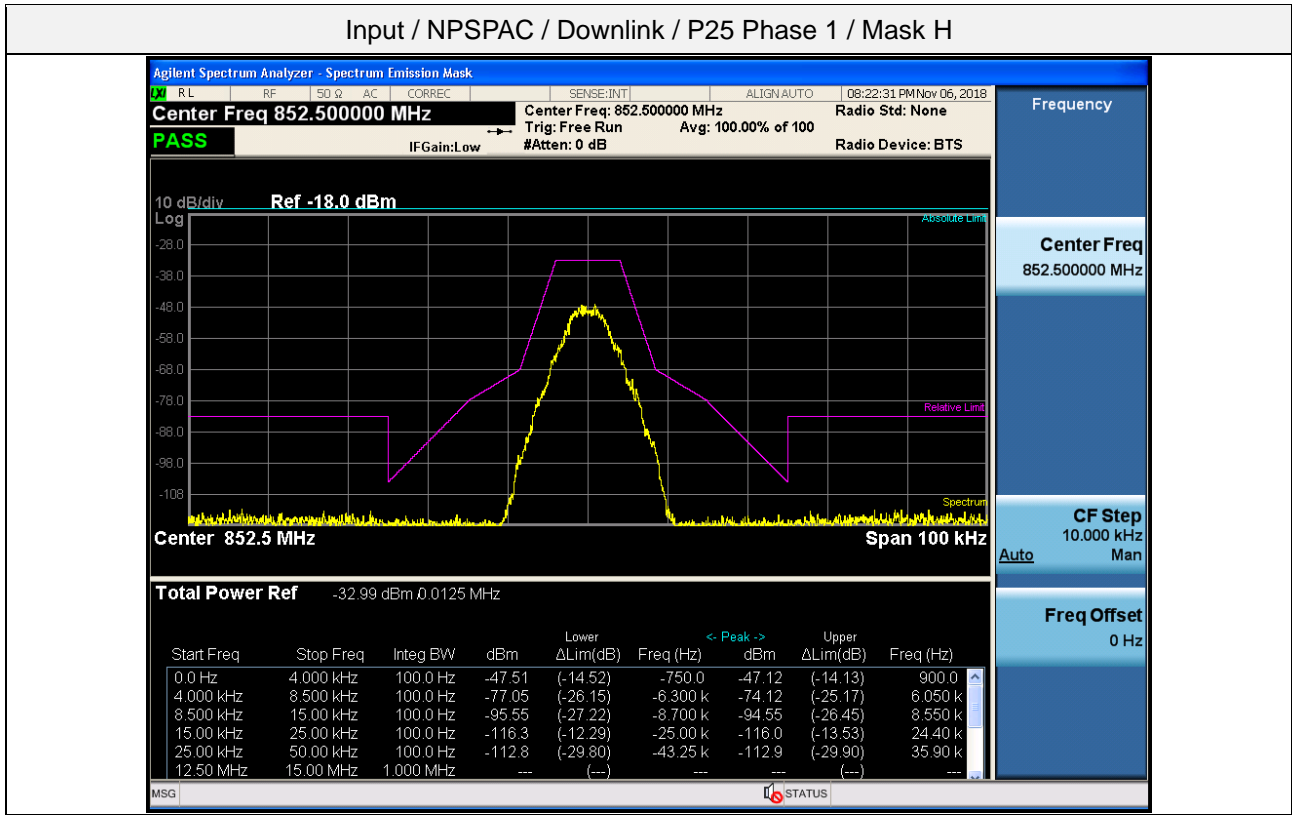 Input / NPSPAC / Downlink / P25 Phase 1 / Mask H
Agilent Spectrum Analyzer - Spectrum Emission Mask
LXI RL RF 50 Ω AC CORREC SENSE:INT ALIGN AUTO 08:22:31 PM Nov 06, 2018
Center Freq 852.500000 MHz
Center Freq: 852.500000 MHz
Radio Std: None
Trig: Free Run
Avg: 100.00% of 100
PASS
IFGain:Low
#Atten: 0 dB
Radio Device: BTS
10 dB/div Ref -18.0 dBm
Log
Absolute Limit
-28.0
-38.0
-48.0
-58.0
-68.0
-78.0
Relative Limit
-88.0
-98.0
-108
Spectrum
Center 852.5 MHz Span 100 kHz
Total Power Ref -32.99 dBm / 0.0125 MHz
Lower <- Peak -> Upper
Start Freq Stop Freq Integ BW dBm ΔLim(dB) Freq (Hz) dBm ΔLim(dB) Freq (Hz)
0.0 Hz 4.000 kHz 100.0 Hz -47.51 (-14.52) -750.0 -47.12 (-14.13) 900.0
4.000 kHz 8.500 kHz 100.0 Hz -77.05 (-26.15) -6.300 k -74.12 (-25.17) 6.050 k
8.500 kHz 15.00 kHz 100.0 Hz -95.55 (-27.22) -8.700 k -94.55 (-26.45) 8.550 k
15.00 kHz 25.00 kHz 100.0 Hz -116.3 (-12.29) -25.00 k -116.0 (-13.53) 24.40 k
25.00 kHz 50.00 kHz 100.0 Hz -112.8 (-29.80) -43.25 k -112.9 (-29.90) 35.90 k
12.50 MHz 15.00 MHz 1.000 MHz --- (---) --- --- (---) ---
MSG STATUS
Frequency
Center Freq
852.500000 MHz
CF Step
10.000 kHz
Auto Man
Freq Offset
0 Hz